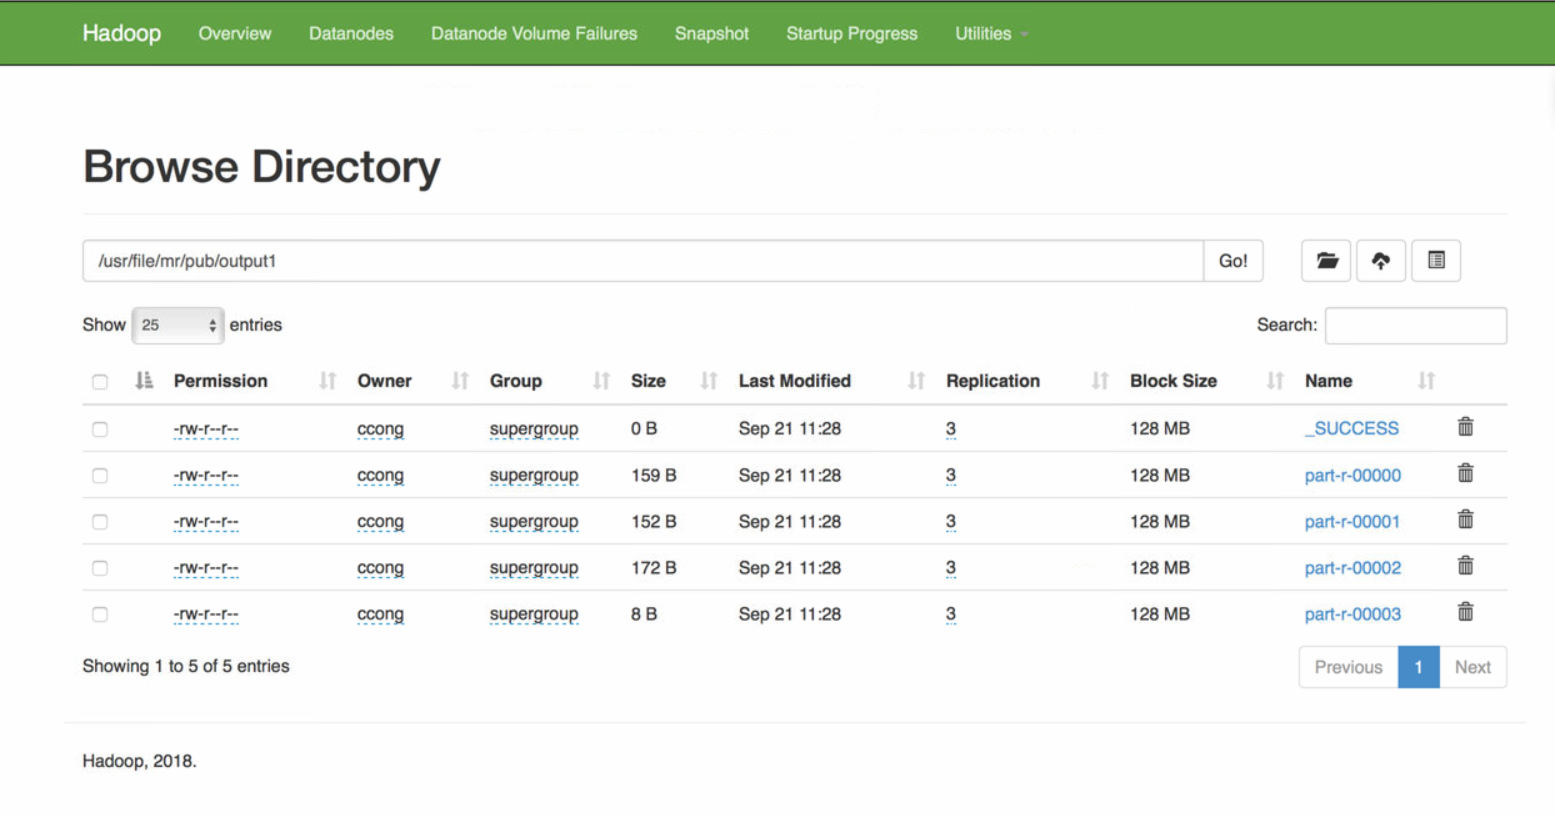 Hadoop Overview Datanodes Datanode Volume Failures Snapshot Startup Progress Utilities
Browse Directory
/usr/file/mr/pub/output1 Go!
Show 25 entries Search:
Permission Owner Group Size Last Modified Replication Block Size Name
-rw-r--r-- ccong supergroup 0 B Sep 21 11:28 3 128 MB _SUCCESS
-rw-r--r-- ccong supergroup 159 B Sep 21 11:28 3 128 MB part-r-00000
-rw-r--r-- ccong supergroup 152 B Sep 21 11:28 3 128 MB part-r-00001
-rw-r--r-- ccong supergroup 172 B Sep 21 11:28 3 128 MB part-r-00002
-rw-r--r-- ccong supergroup 8 B Sep 21 11:28 3 128 MB part-r-00003
Showing 1 to 5 of 5 entries Previous 1 Next
Hadoop, 2018.